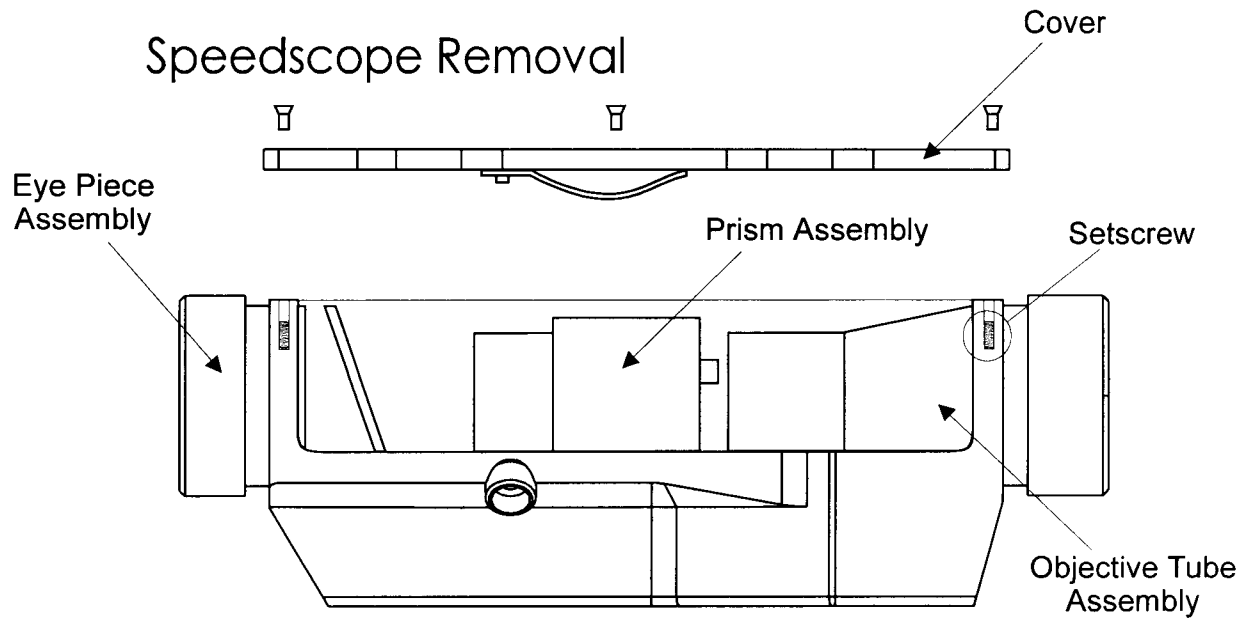 Speedscope Removal
Cover
Eye Piece
Assembly
Prism Assembly
Setscrew
Objective Tube
Assembly